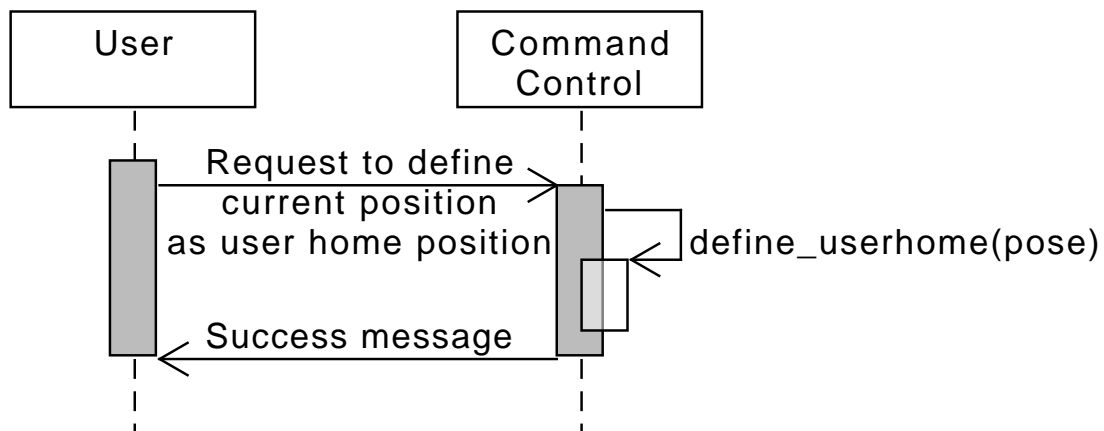 User
Command
Control
Request to define
current position
as user home position
define_userhome(pose)
Success message